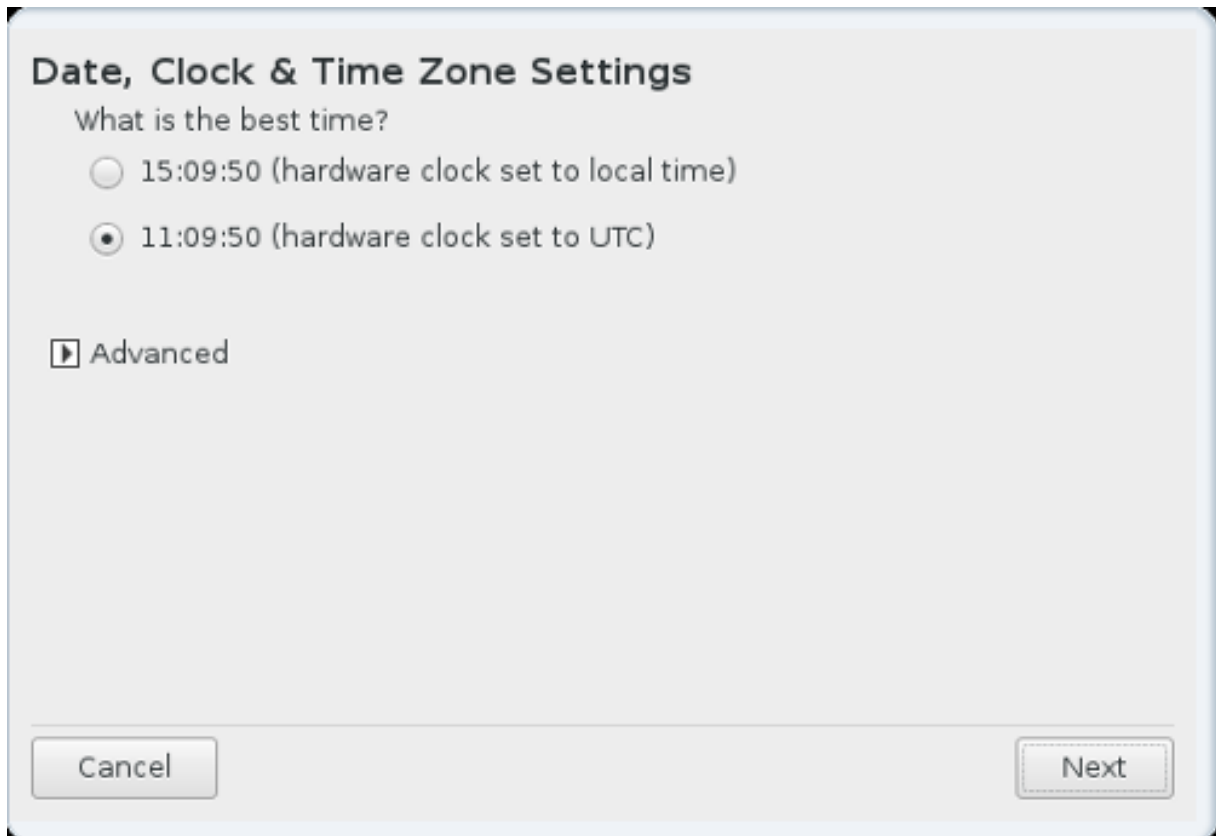 Date, Clock & Time Zone Settings
What is the best time?
15:09:50 (hardware clock set to local time)
11:09:50 (hardware clock set to UTC)
Advanced
Cancel
Next